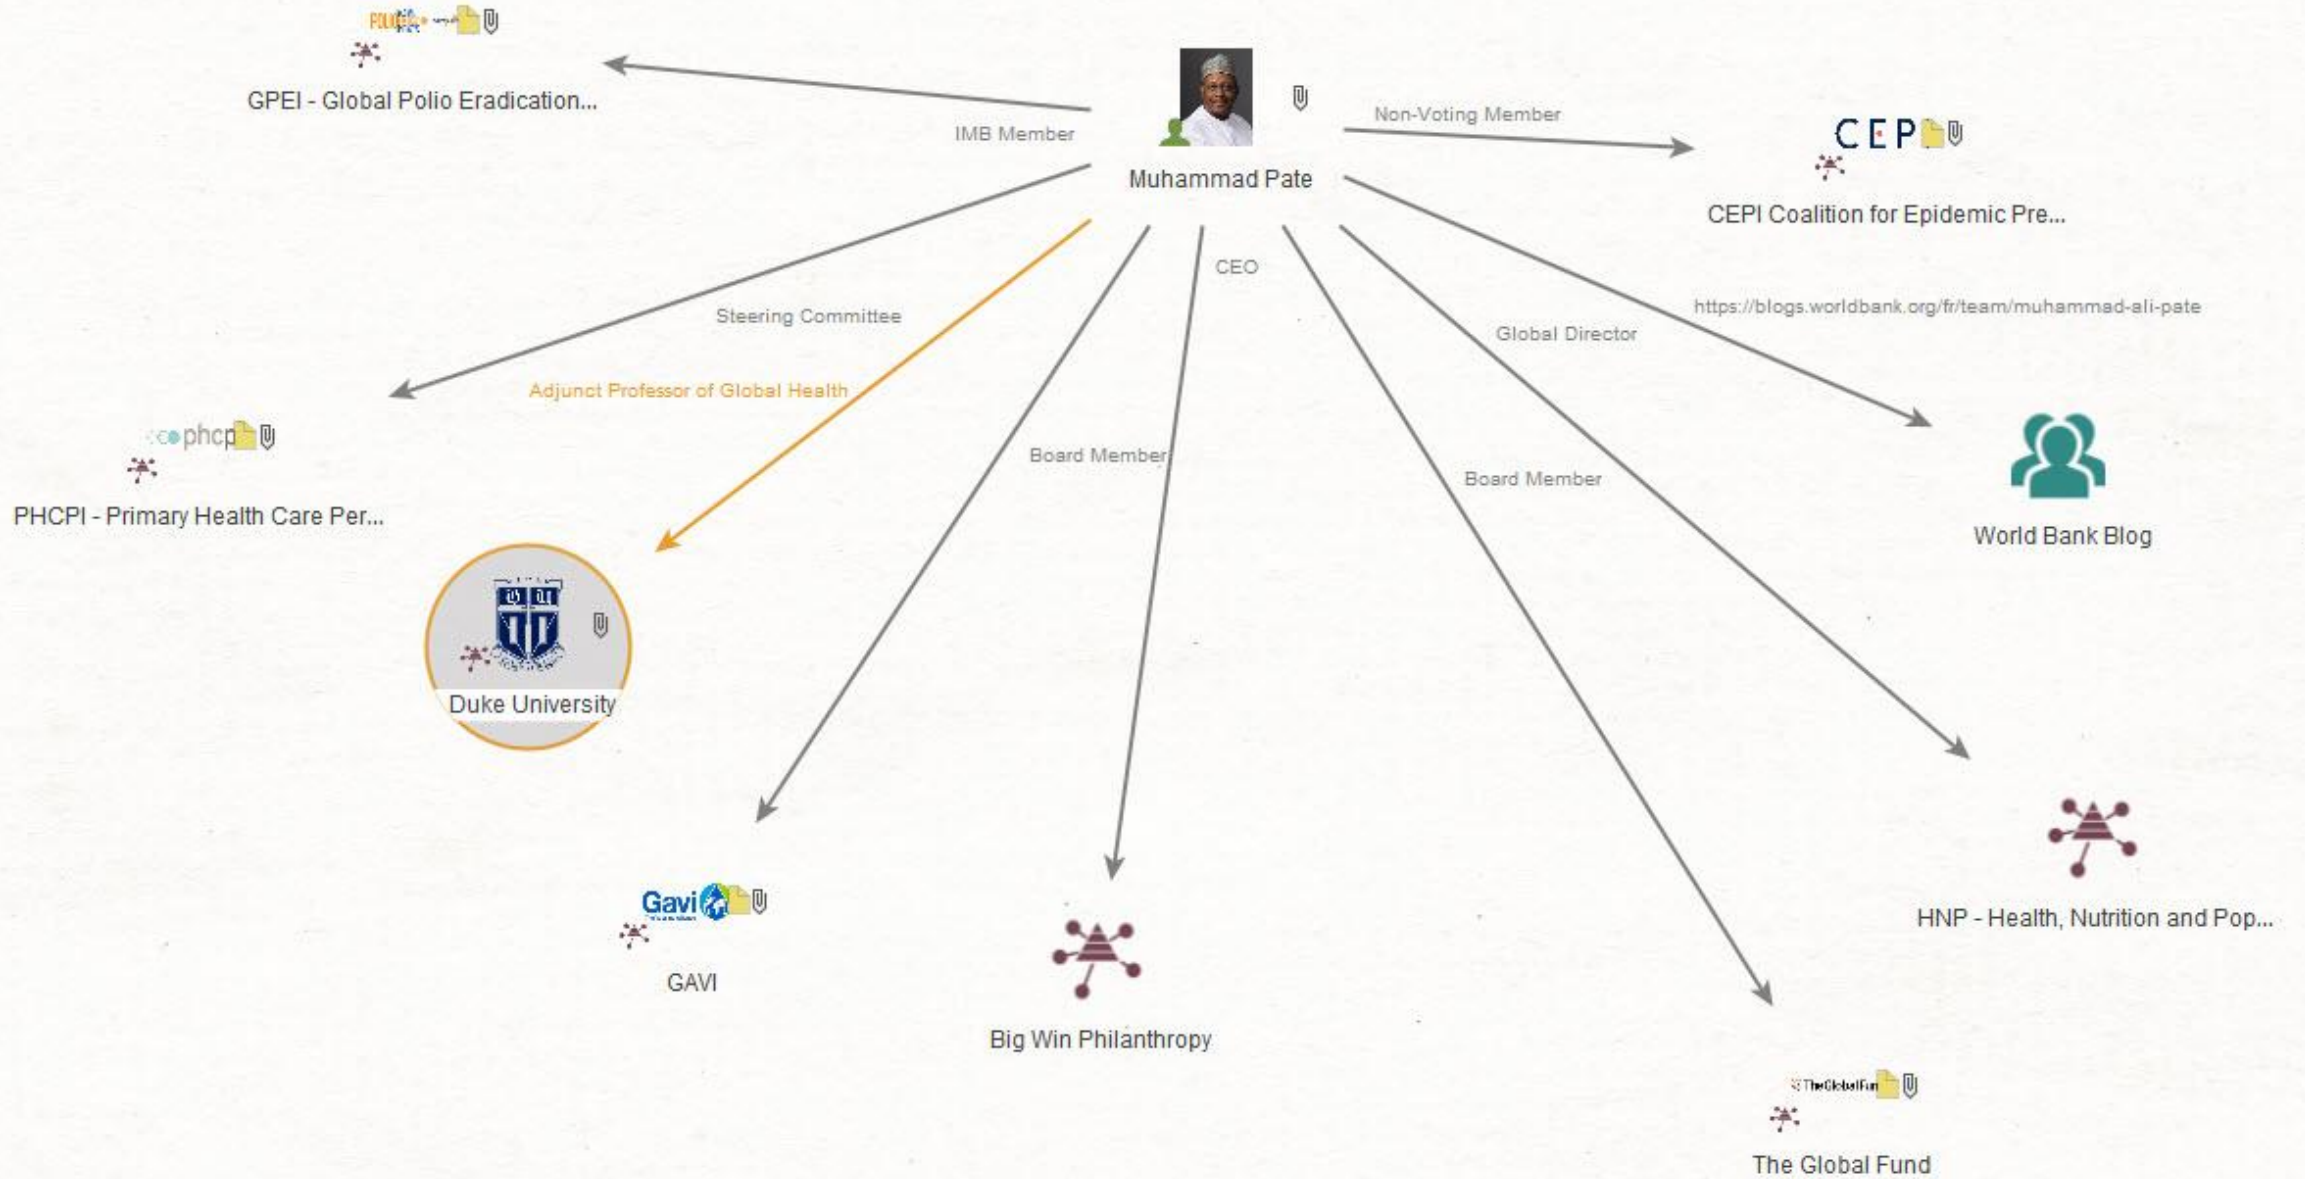 POLIO
GPEI - Global Polio Eradication...
IMB Member
Muhammad Pate
Non-Voting Member
CEP
CEPI Coalition for Epidemic Pre...
CEO
Steering Committee
https://blogs.worldbank.org/fr/team/muhammad-ali-pate
Global Director
Adjunct Professor of Global Health
phcp
PHCPI - Primary Health Care Per...
Board Member
Board Member
World Bank Blog
Duke University
Gavi
GAVI
HNP - Health, Nutrition and Pop...
Big Win Philanthropy
TheGlobalFun
The Global Fund